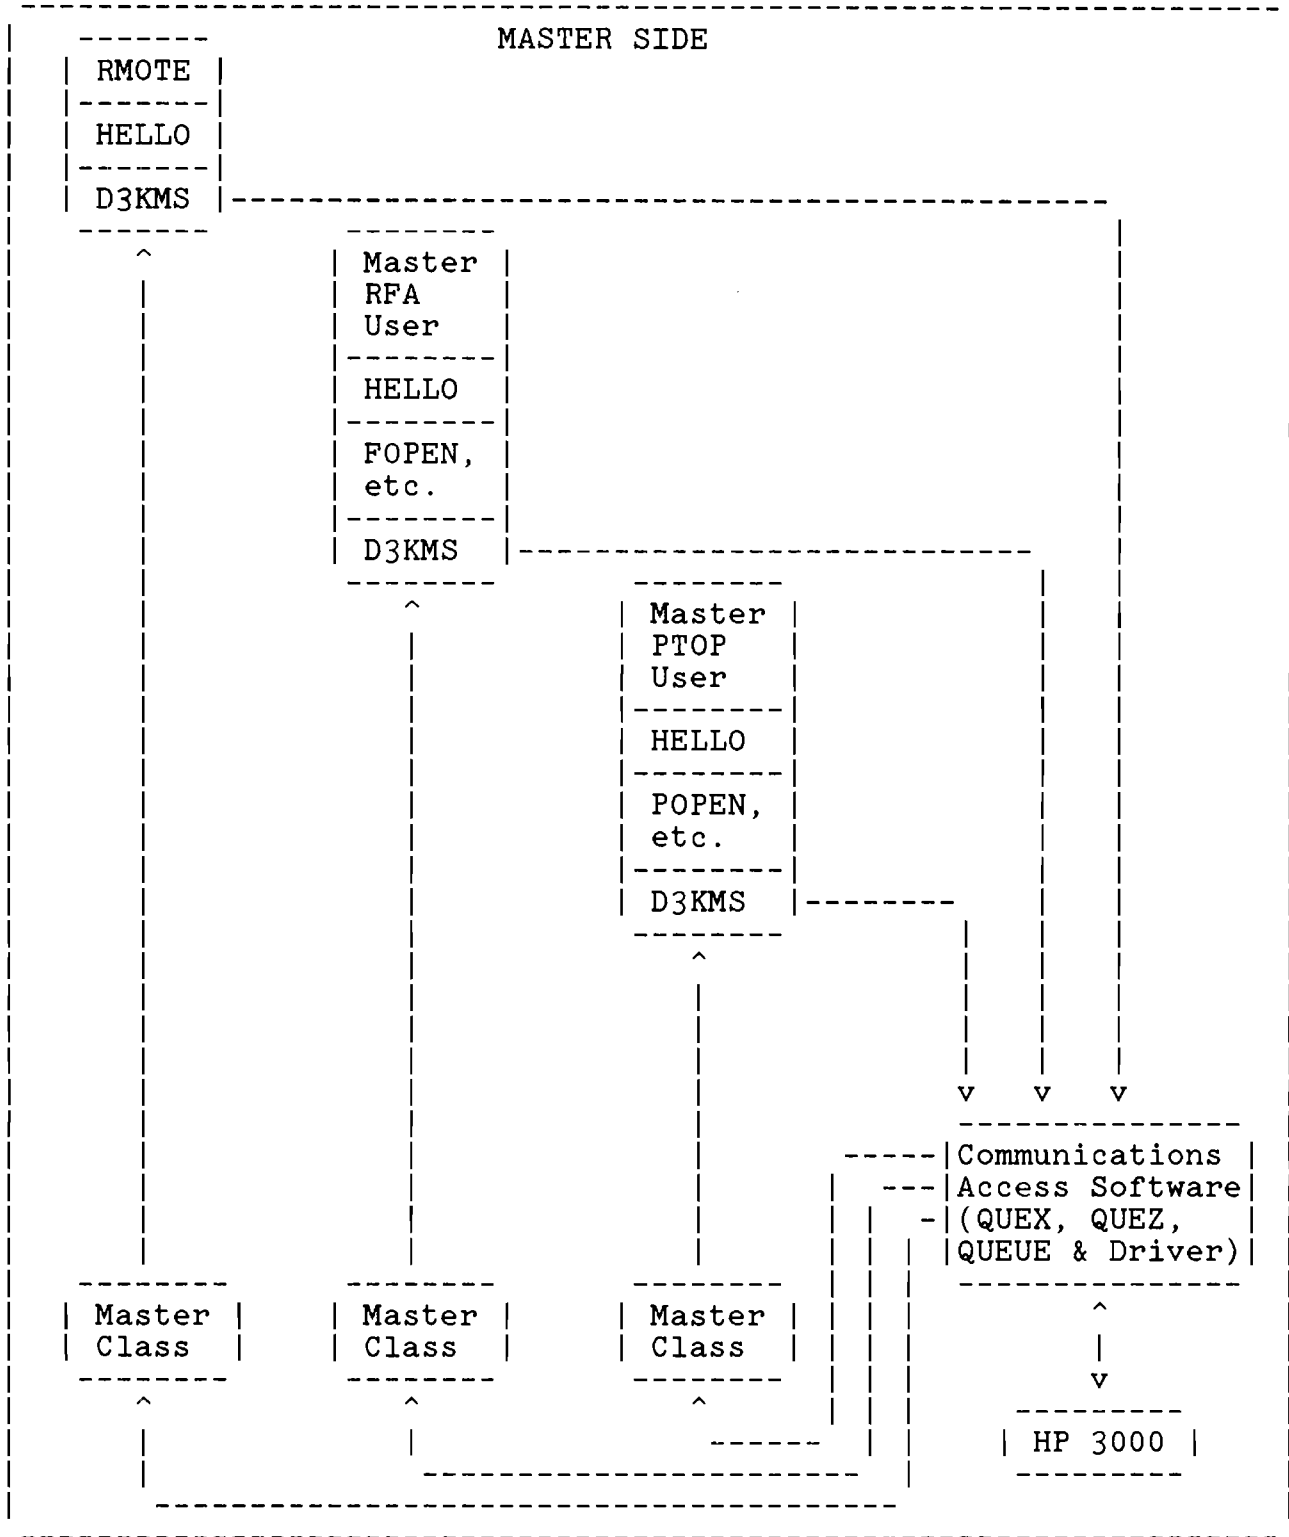 MASTER SIDE
RMOTE
HELLO
D3KMS
Master
RFA
User
HELLO
FOPEN,
etc.
D3KMS
Master
PTOP
User
HELLO
POPEN,
etc.
D3KMS
Communications
Access Software
(QUEX, QUEZ,
QUEUE & Driver)
Master
Class
Master
Class
Master
Class
HP 3000